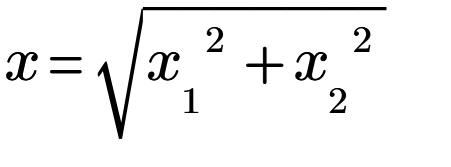 x = √(x₁² + x₂²)